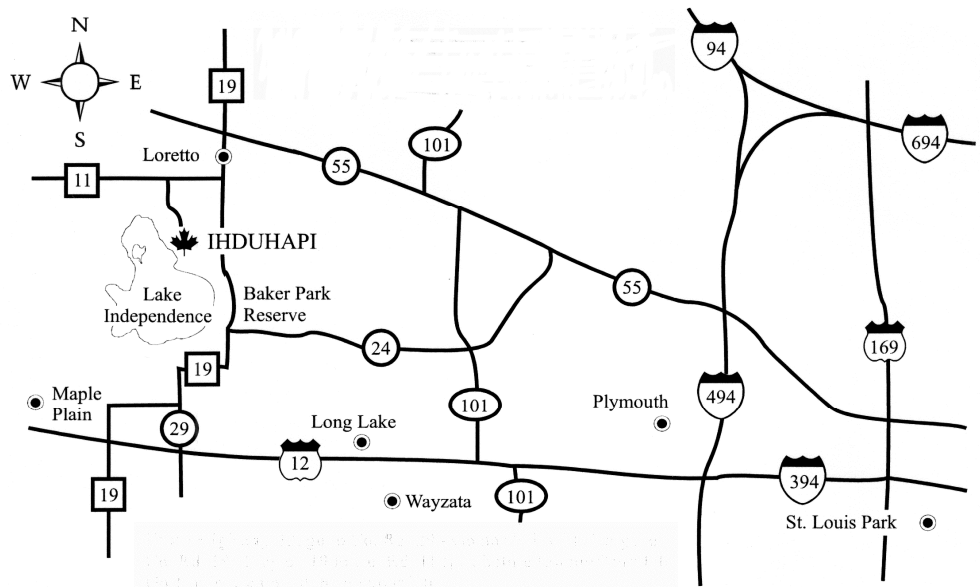 N
W
E
S
94
19
694
101
55
Loretto
11
IHDUHAPI
Lake
Independence
Baker Park
Reserve
55
24
19
169
494
Maple
Plain
101
Plymouth
29
Long Lake
12
394
19
101
Wayzata
St. Louis Park